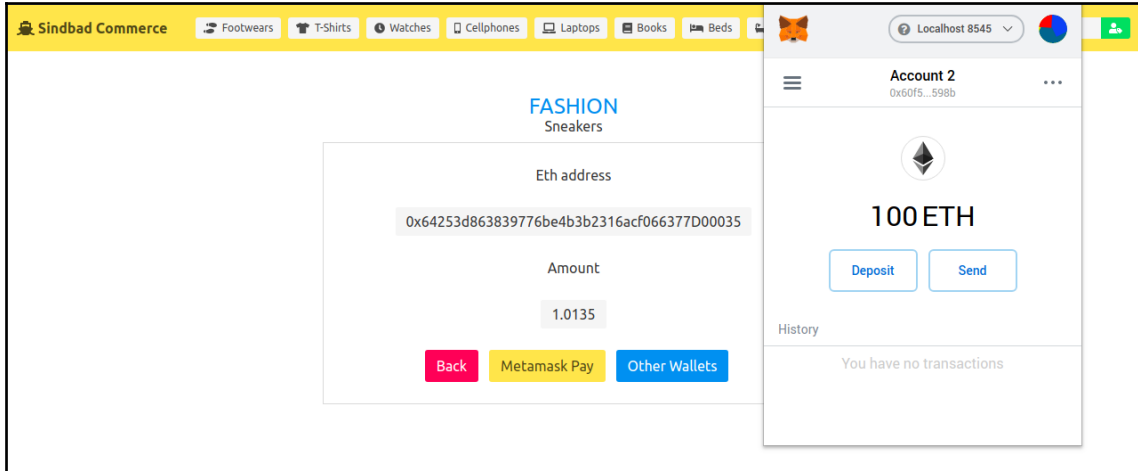 Sindbad Commerce Footwears T-Shirts Watches Cellphones Laptops Books Beds
FASHION
Sneakers
Eth address
0x64253d863839776be4b3b2316acf066377D00035
Amount
1.0135
Back Metamask Pay Other Wallets
Localhost 8545
Account 2
0x60f5...598b
100 ETH
Deposit Send
History
You have no transactions